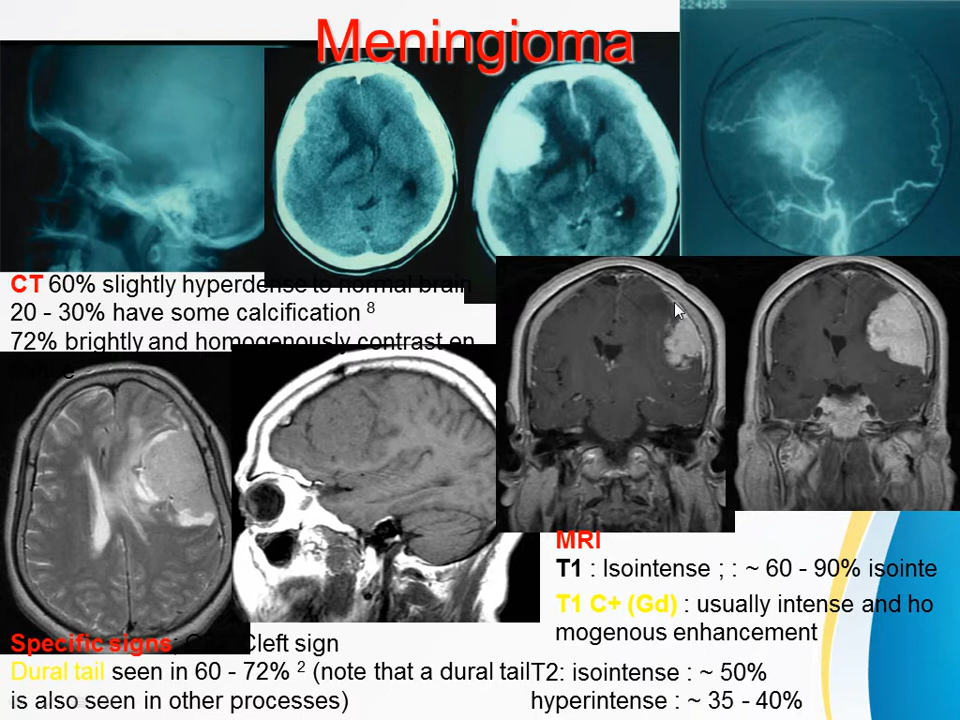 224955
Meningioma
CT 60% slightly hyperdense to normal brain
20 - 30% have some calcification 8
72% brightly and homogenously contrast en
MRI
T1 : Isointense ; : ~ 60 - 90% isointe
T1 C+ (Gd) : usually intense and ho
mogenous enhancement
Specific signs: Cleft sign
Dural tail seen in 60 - 72% 2 (note that a dural tail
is also seen in other processes)
T2: isointense : ~ 50%
hyperintense : ~ 35 - 40%